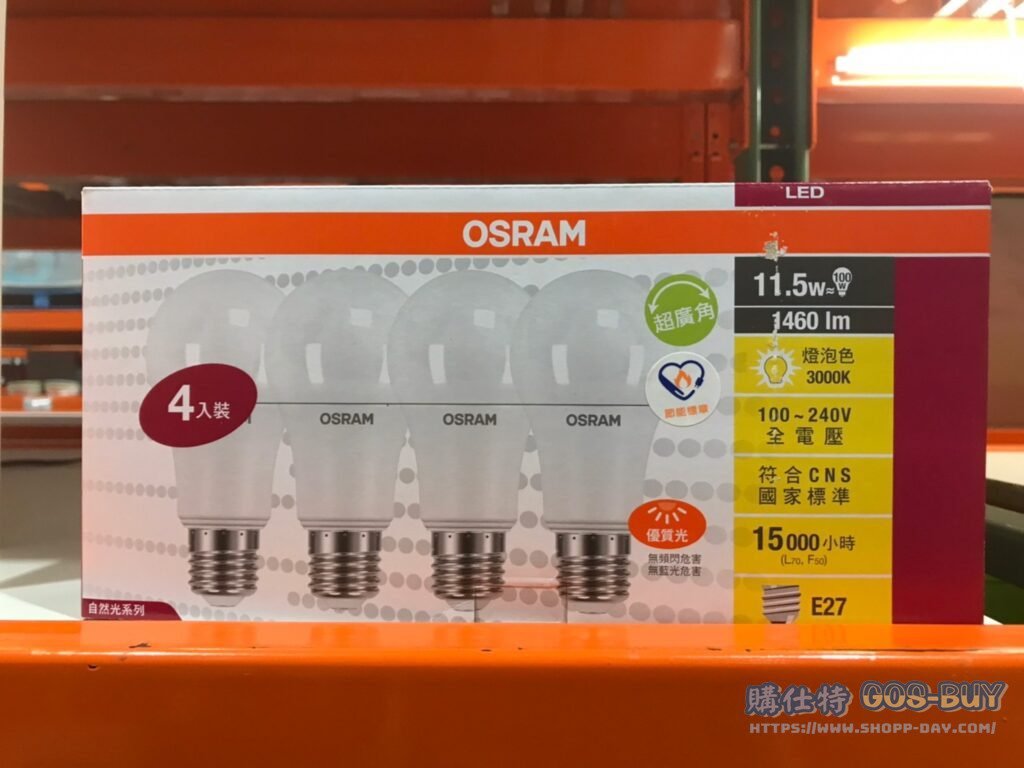 LED
OSRAM
11.5w≈100W
1460 lm
超廣角
燈泡色
3000K
節能標章
4入裝
OSRAM
OSRAM
OSRAM
100~240V
全電壓
符合CNS
國家標準
優質光
無頻閃危害
無藍光危害
15000小時
(L70, F50)
E27
自然光系列
購仕特 GOS-BUY
HTTPS://WWW.SHOPP-DAY.COM/